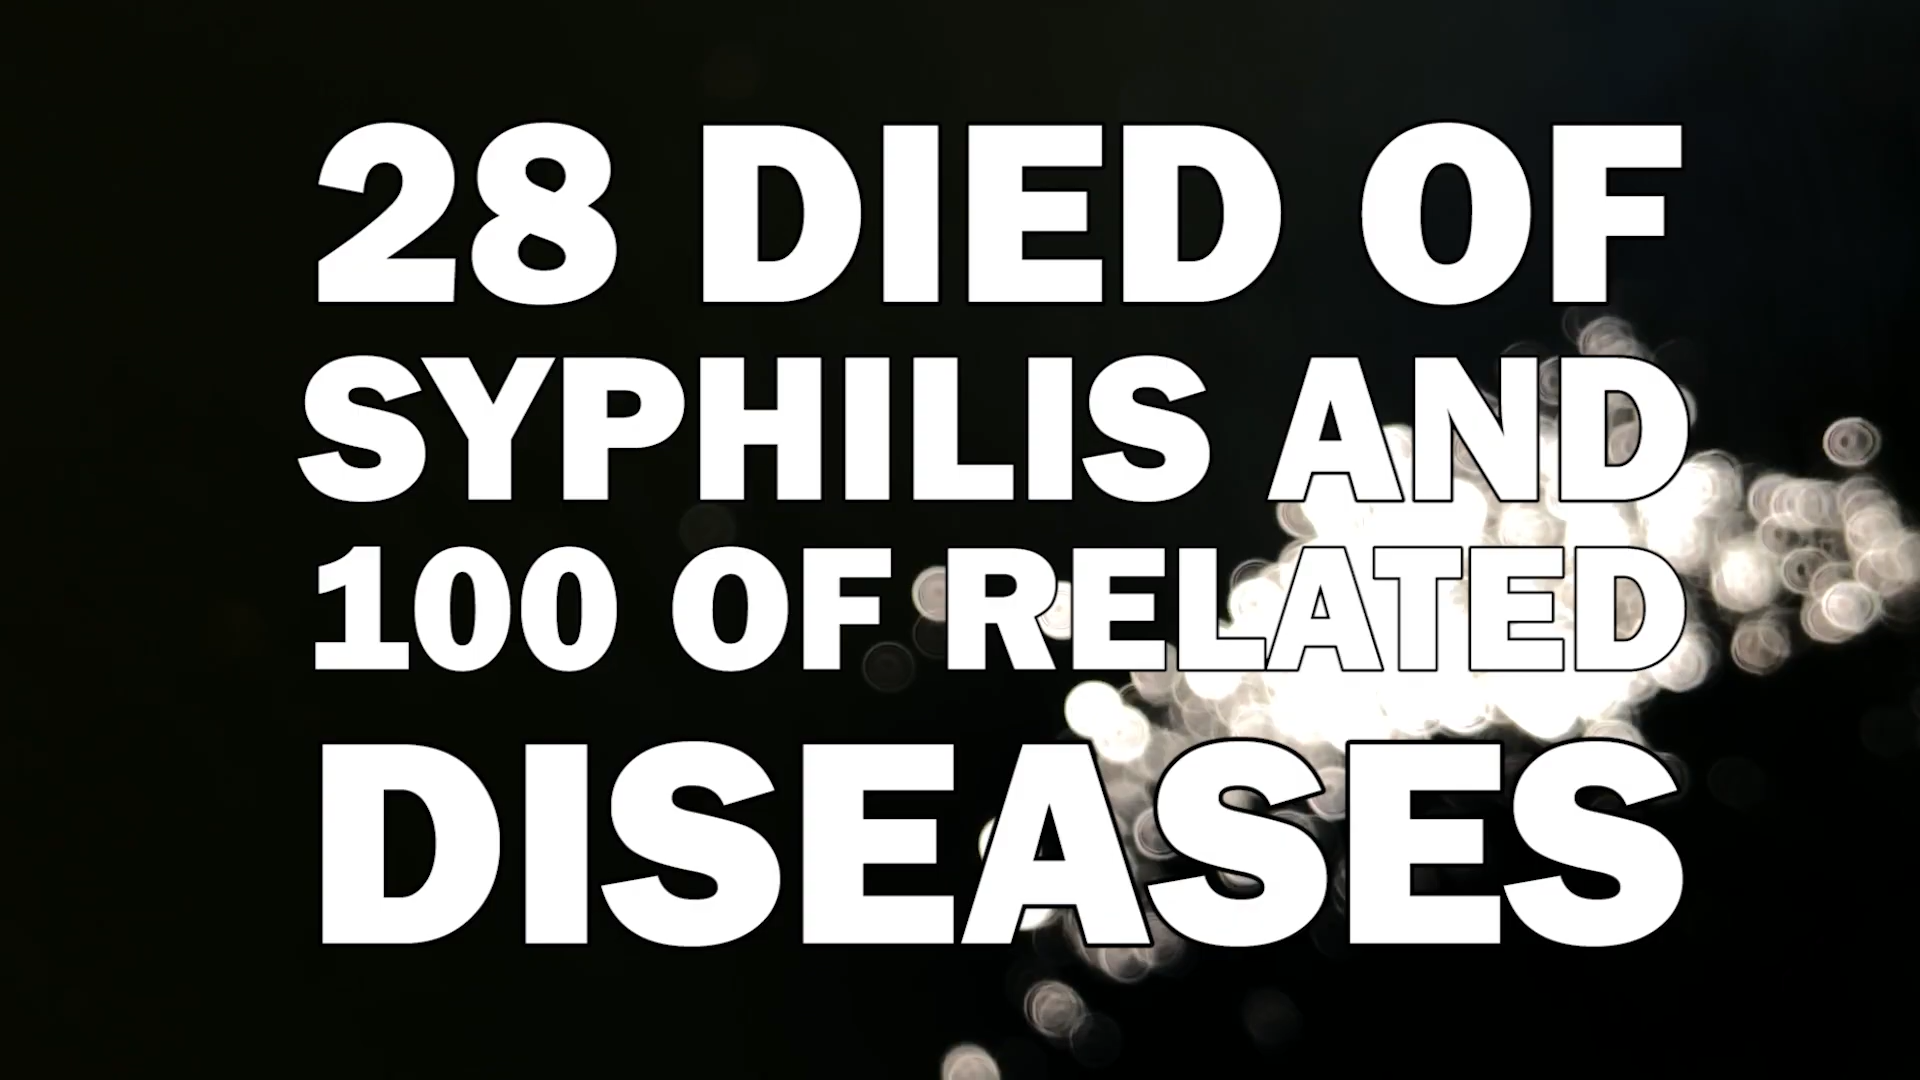 28 DIED OF
SYPHILIS AND
100 OF RELATED
DISEASES